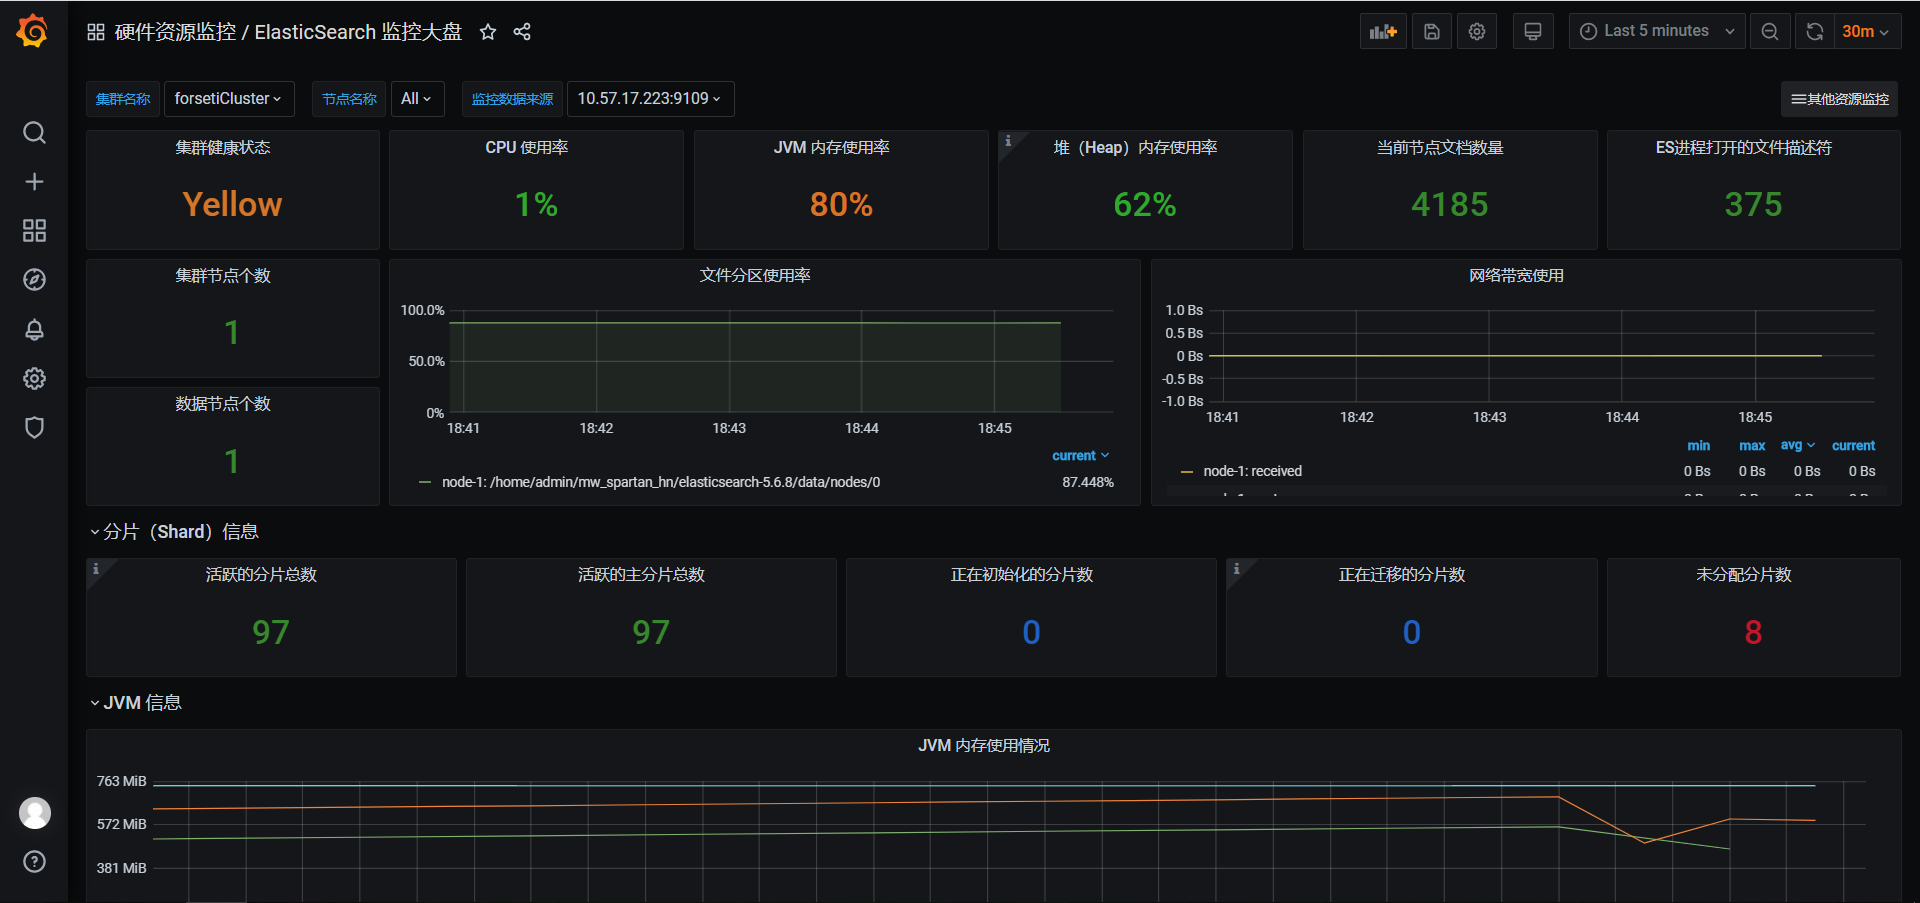 硬件资源监控 / ElasticSearch 监控大盘
Last 5 minutes
30m
集群名称 forsetiCluster 节点名称 All 监控数据来源 10.57.17.223:9109
其他资源监控
集群健康状态
Yellow
CPU 使用率
1%
JVM 内存使用率
80%
堆（Heap）内存使用率
62%
当前节点文档数量
4185
ES进程打开的文件描述符
375
集群节点个数
1
数据节点个数
1
文件分区使用率
100.0%
50.0%
0%
18:41 18:42 18:43 18:44 18:45
current
node-1: /home/admin/mw_spartan_hn/elasticsearch-5.6.8/data/nodes/0 87.448%
网络带宽使用
1.0 Bs
0.5 Bs
0 Bs
-0.5 Bs
-1.0 Bs
18:41 18:42 18:43 18:44 18:45
min max avg current
node-1: received 0 Bs 0 Bs 0 Bs 0 Bs
分片（Shard）信息
活跃的分片总数
97
活跃的主分片总数
97
正在初始化的分片数
0
正在迁移的分片数
0
未分配分片数
8
JVM 信息
JVM 内存使用情况
763 MiB
572 MiB
381 MiB